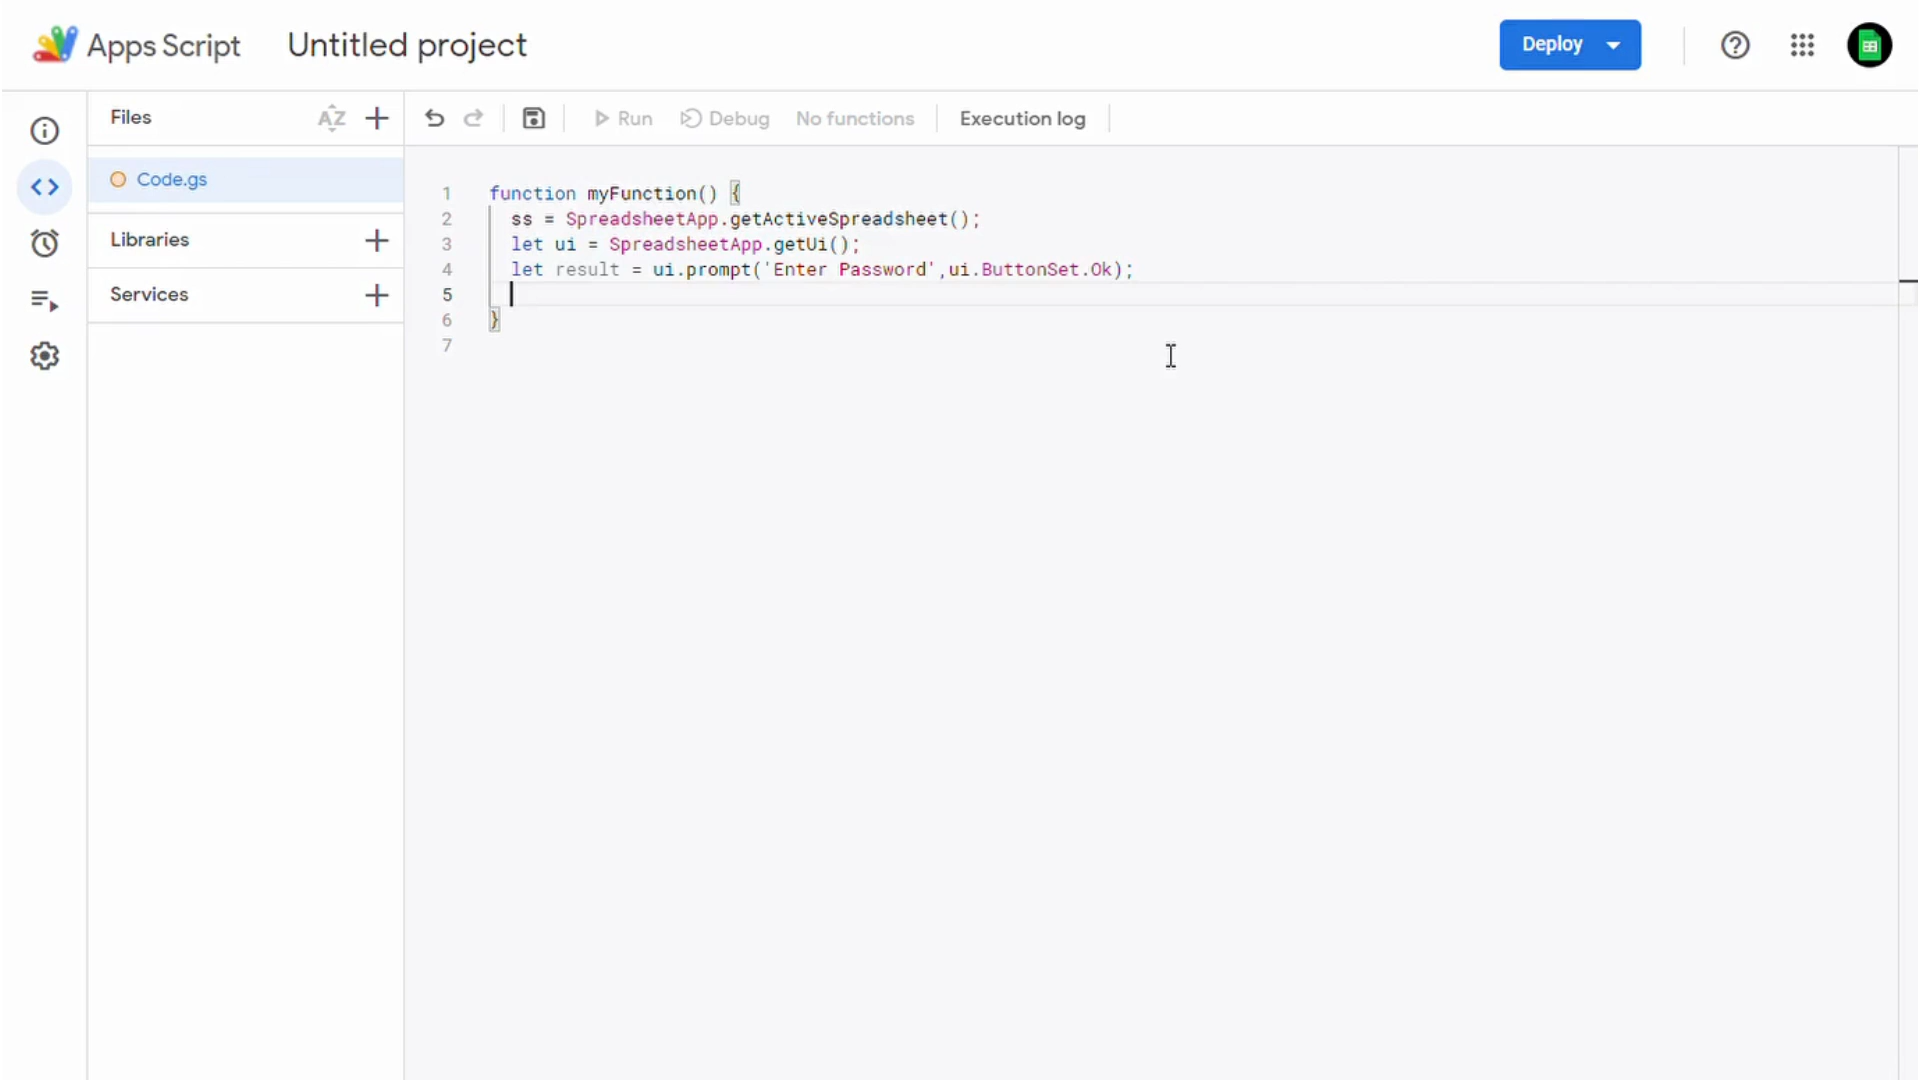 Apps Script Untitled project Deploy
Files AZ
Run Debug No functions Execution log
Code.gs
Libraries
Services
1 function myFunction() {
2 ss = SpreadsheetApp.getActiveSpreadsheet();
3 let ui = SpreadsheetApp.getUi();
4 let result = ui.prompt('Enter Password',ui.ButtonSet.Ok);
5
6 }
7